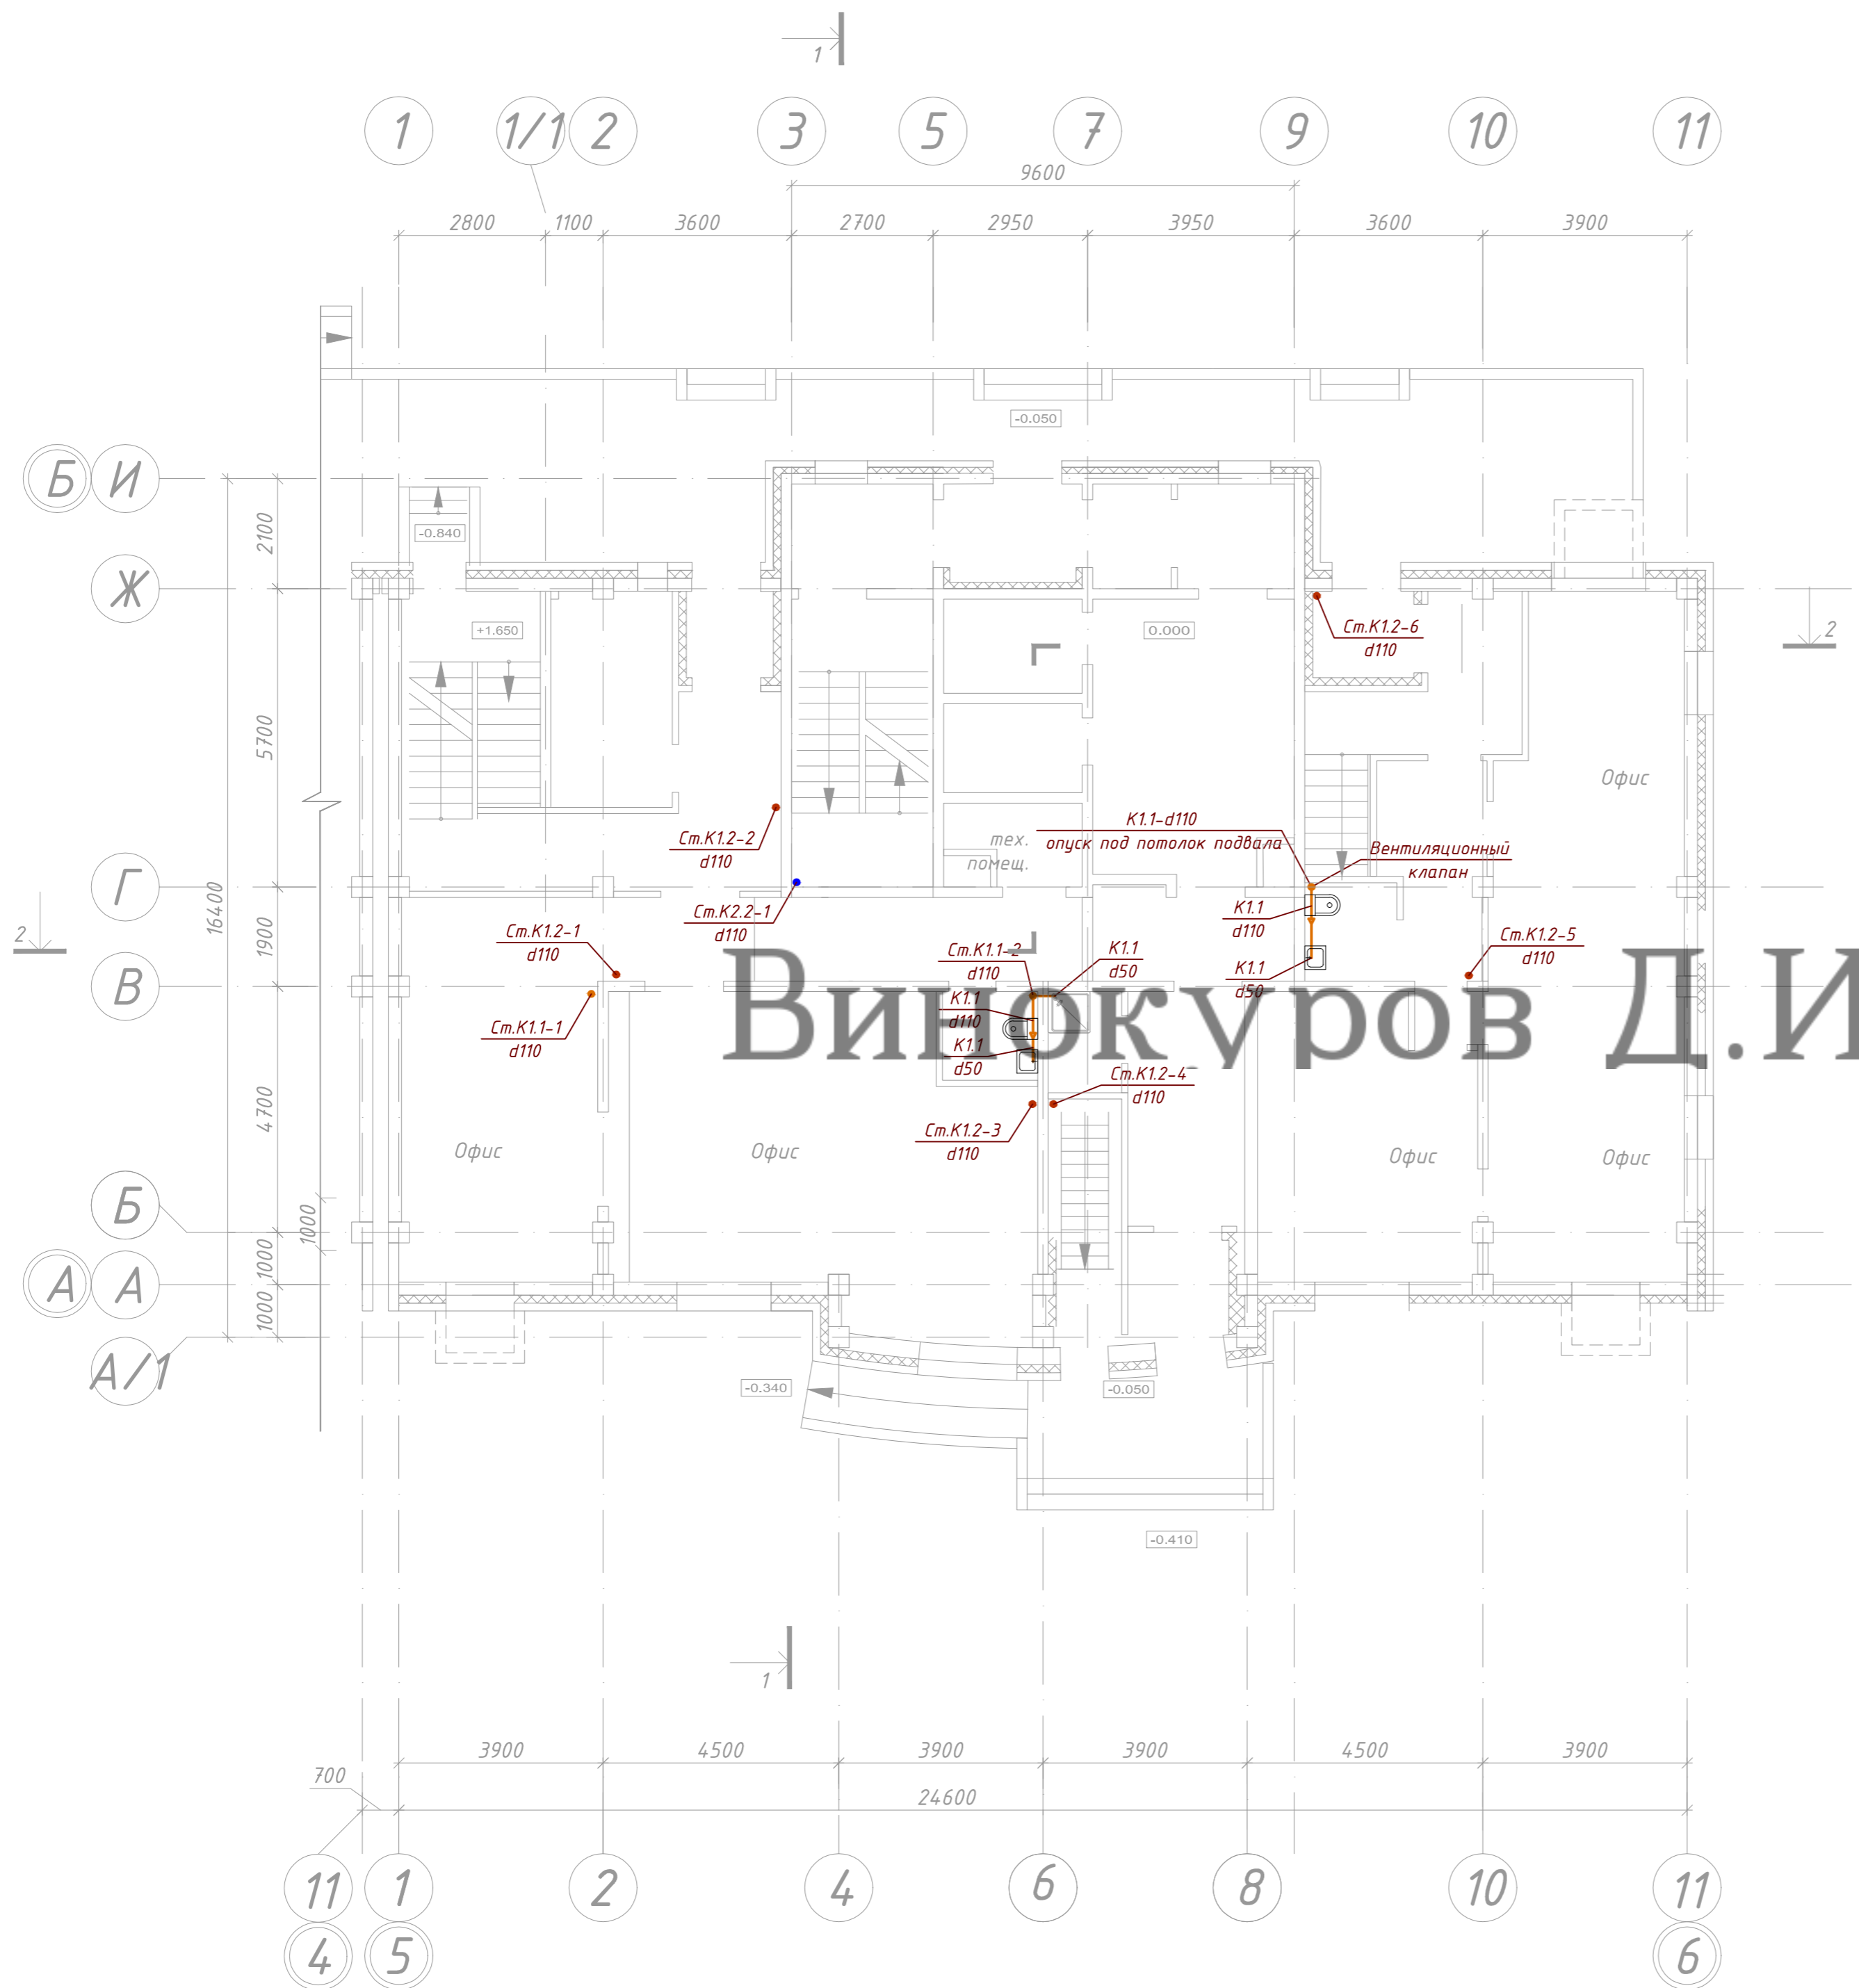 1
1 1/1 2 3 5 7 9 10 11
9600
2800 1100 3600 2700 2950 3950 3600 3900
-0.050
Б И
-0.840
2100
Ж
+1.650
0.000
Ст.К1.2-6
d110
2
5700
Офис
Ст.К1.2-2
d110
тех.
помещ.
К1.1-d110
опуск под потолок подвала
Вентиляционный
клапан
Г
16400
Ст.К2.2-1
d110
К1.1
d110
2
1900
Ст.К1.2-1
d110
Ст.К1.1-2
d110
К1.1
d50
К1.1
d50
Ст.К1.2-5
d110
В
Винокуров Д.И
Ст.К1.1-1
d110
К1.1
d110
К1.1
d50
Ст.К1.2-4
d110
4700
Ст.К1.2-3
d110
Офис
Офис
Офис
Офис
Б
1000
1000
А А
1000
А/1
-0.340
-0.050
-0.410
1
3900 4500 3900 3900 4500 3900
700
24600
11 1 2 4 6 8 10 11
4 5 6